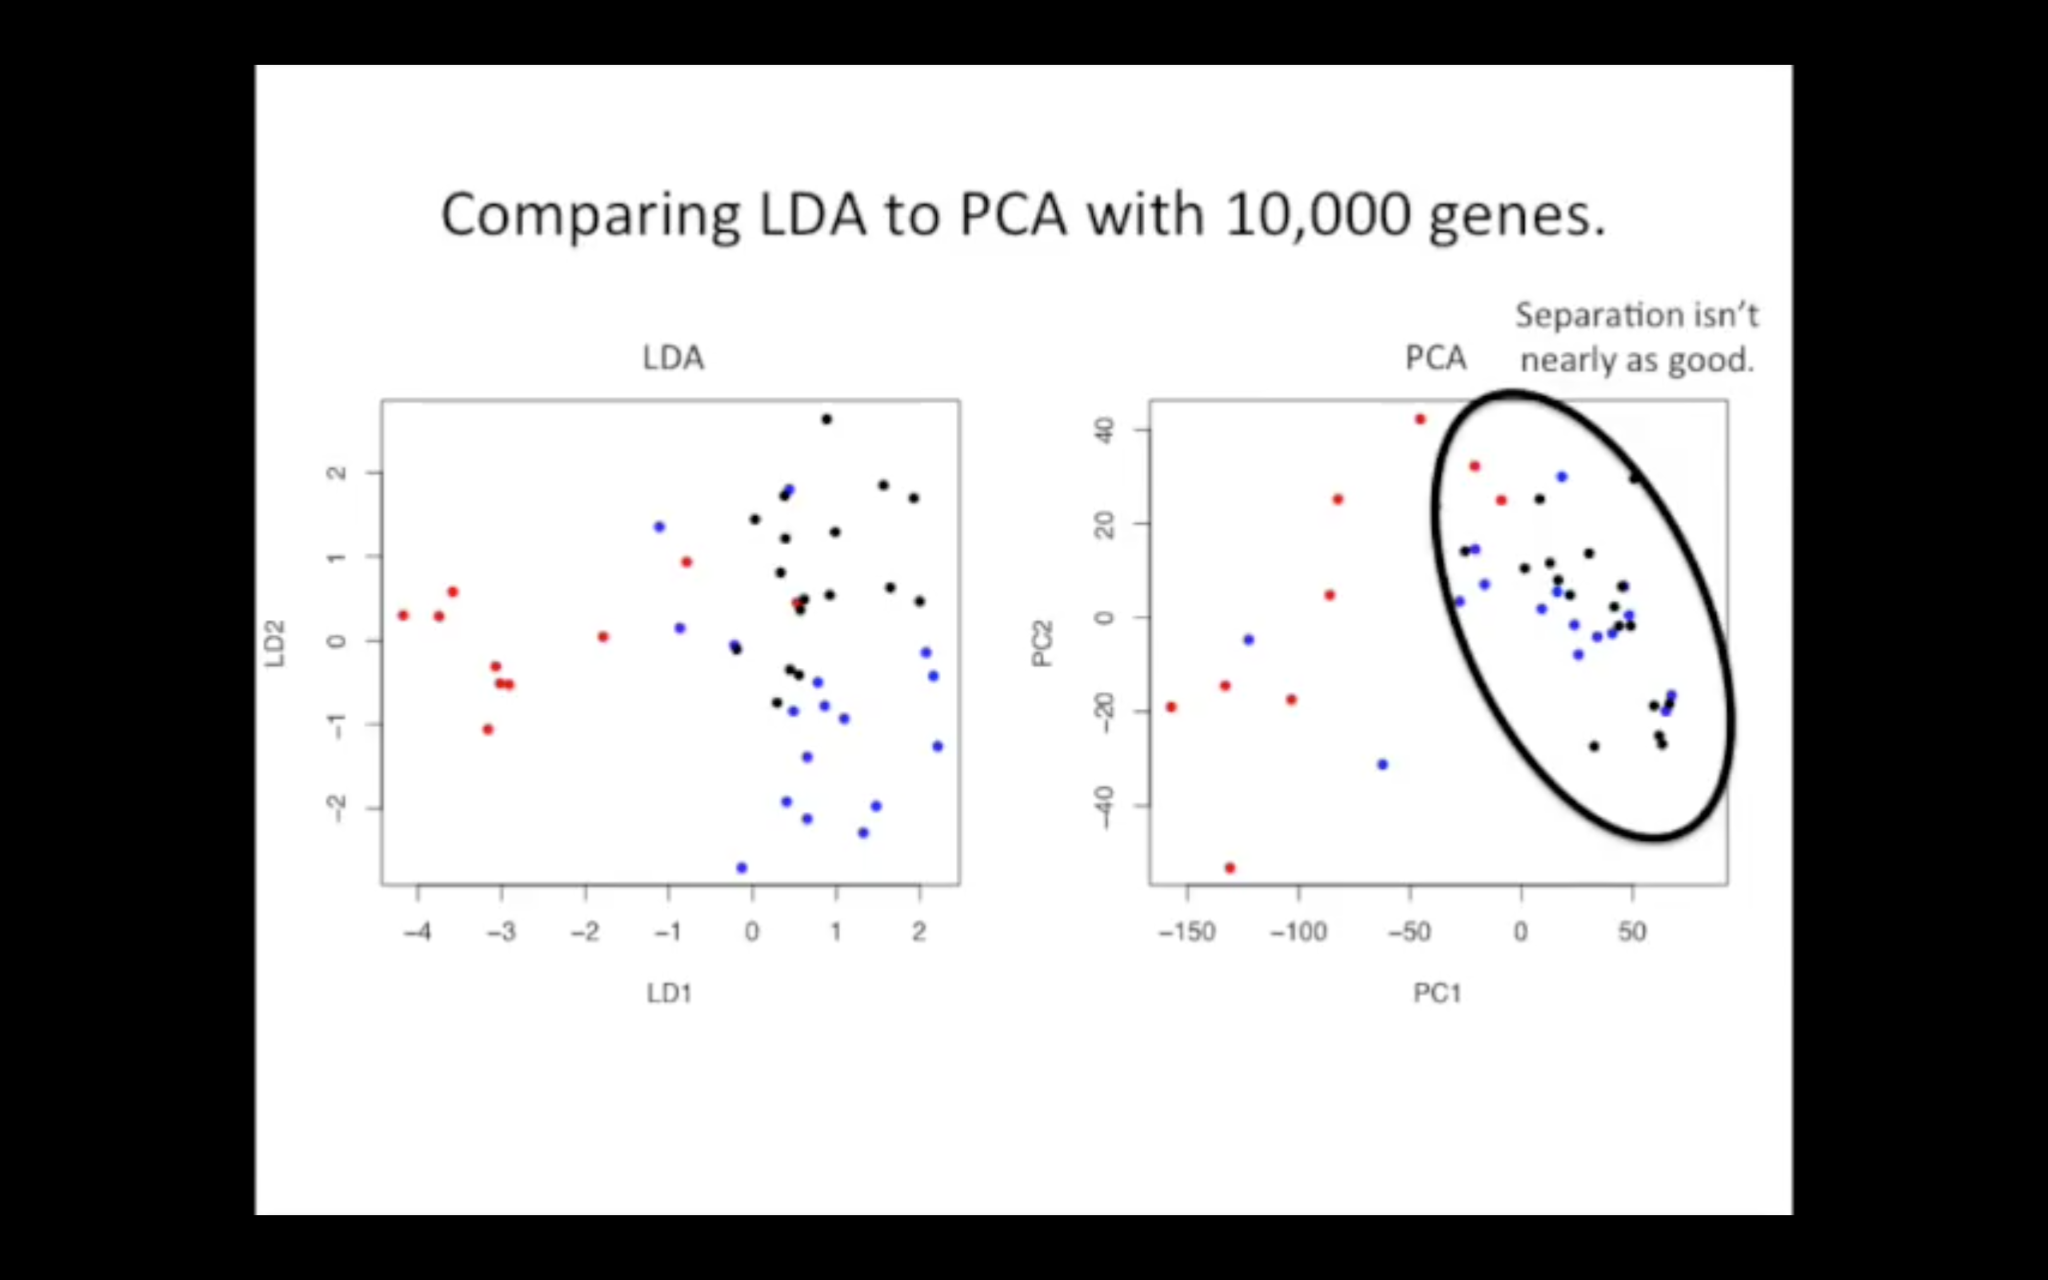 Comparing LDA to PCA with 10,000 genes.
Separation isn't
nearly as good.
LDA
PCA
2
1
0
−1
−2
LD2
−4
−3
−2
−1
0
1
2
LD1
40
20
0
−20
−40
PC2
−150
−100
−50
0
50
PC1